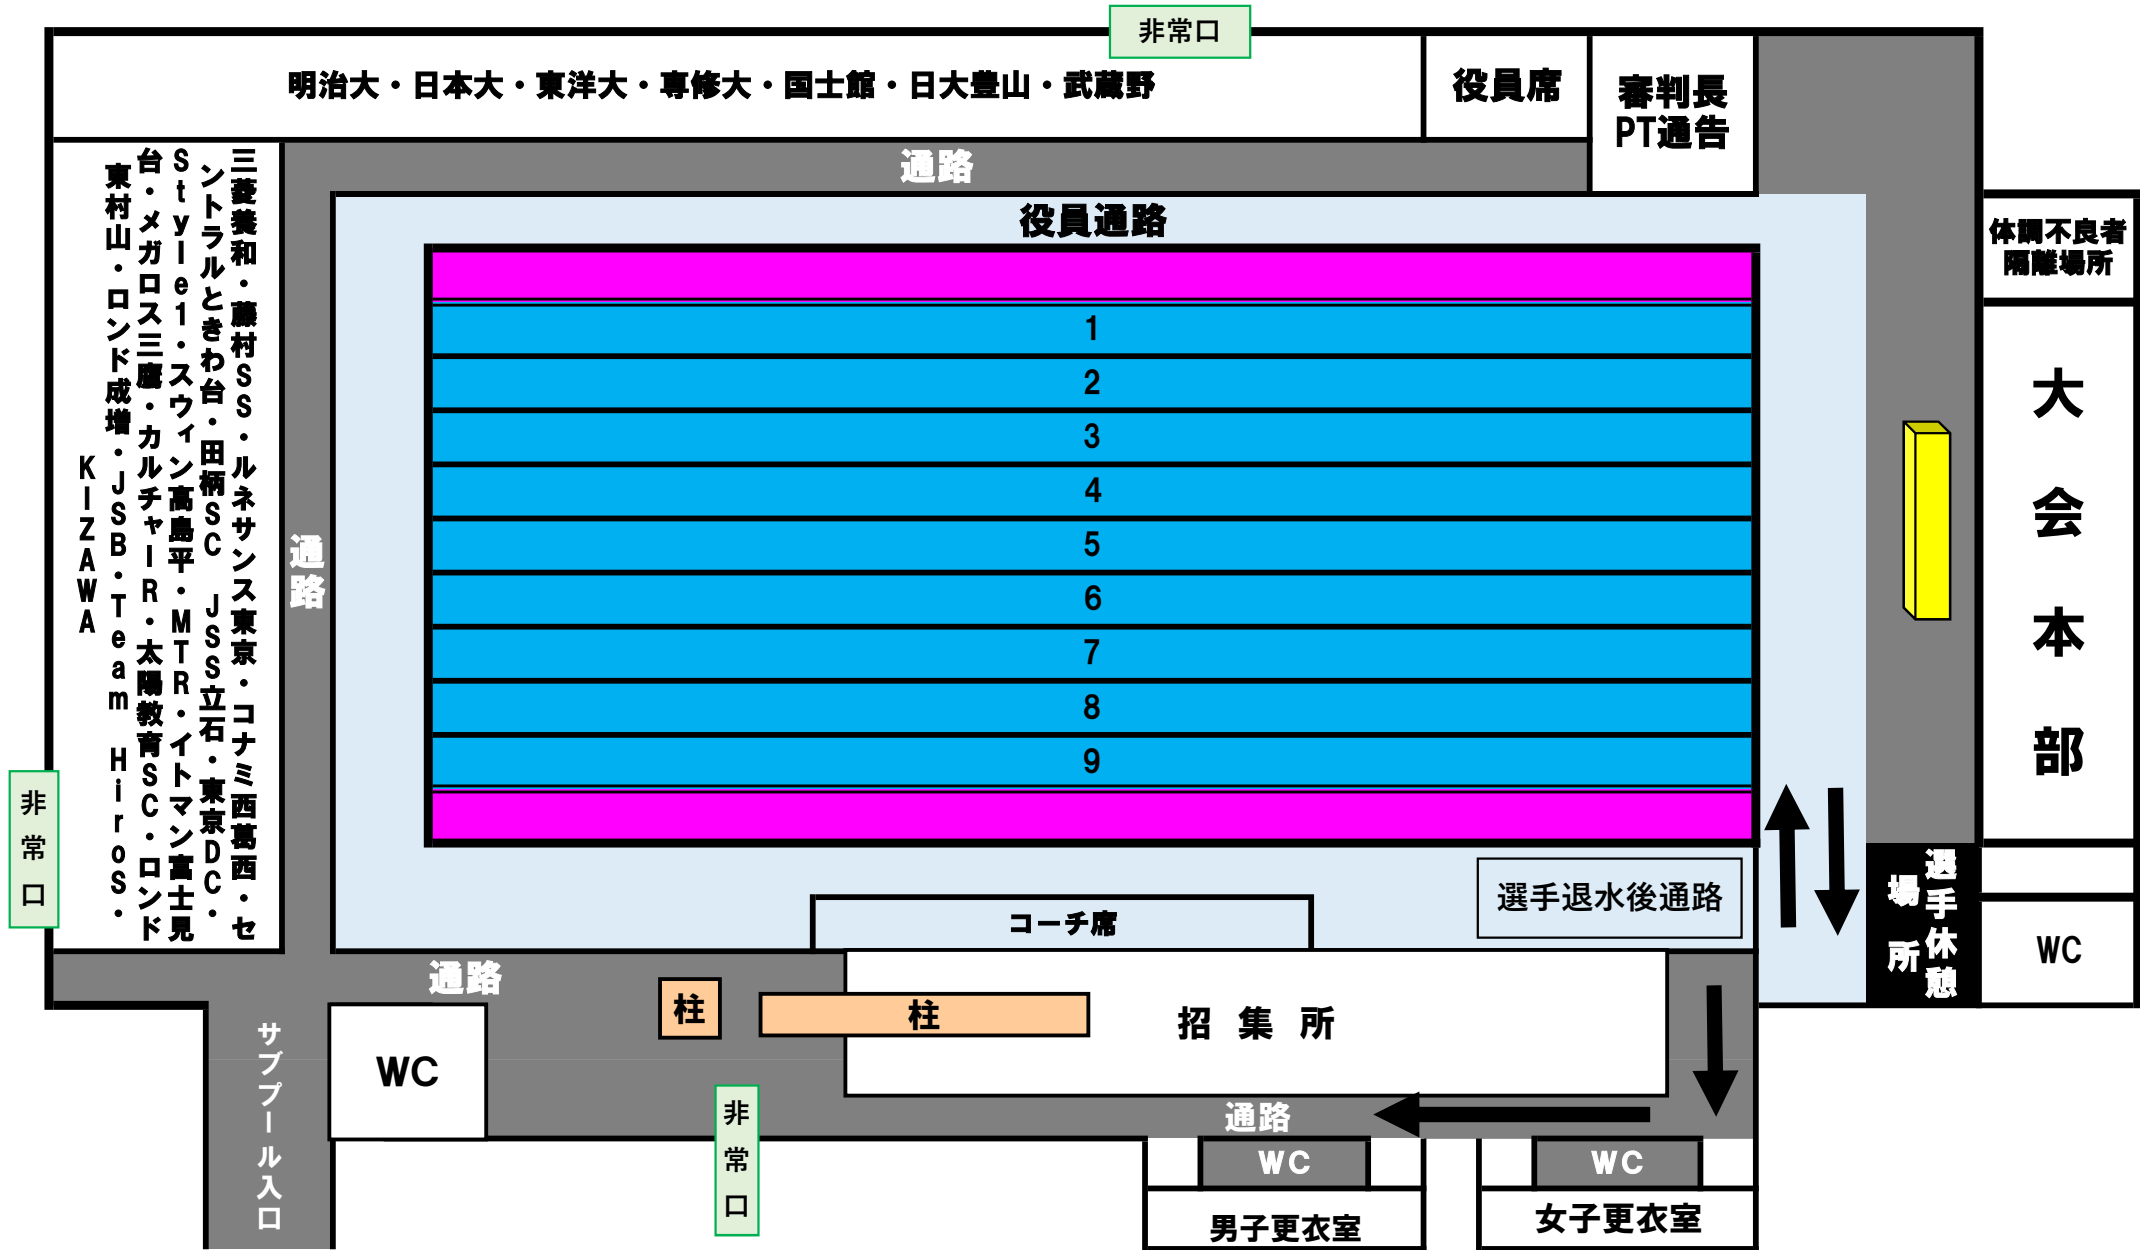 非常口
明治大・日本大・東洋大・専修大・国士館・日大豊山・武蔵野
役員席
審判長
PT通告
通路
役員通路
体調不良者
隔離場所
三菱養和・藤村SS・ルネサンス東京・コナミ西葛西・セ
ントラルときわ台・田柄SC　JSS立石・東京DC・
Style1・スウィン高島平・MTR・イトマン富士見
台・メガロス三鷹・カルチャーIR・太陽教育SC・ロンド
東村山・ロンド成増・JSB・Team　HiroS・
KIZAWA
通路
1
2
3
4
5
6
7
8
9
大会本部
非常口
選手退水後通路
コーチ席
選手休憩
場所
WC
通路
柱
柱
招集所
サブプール入口
WC
非常口
通路
WC
WC
男子更衣室
女子更衣室